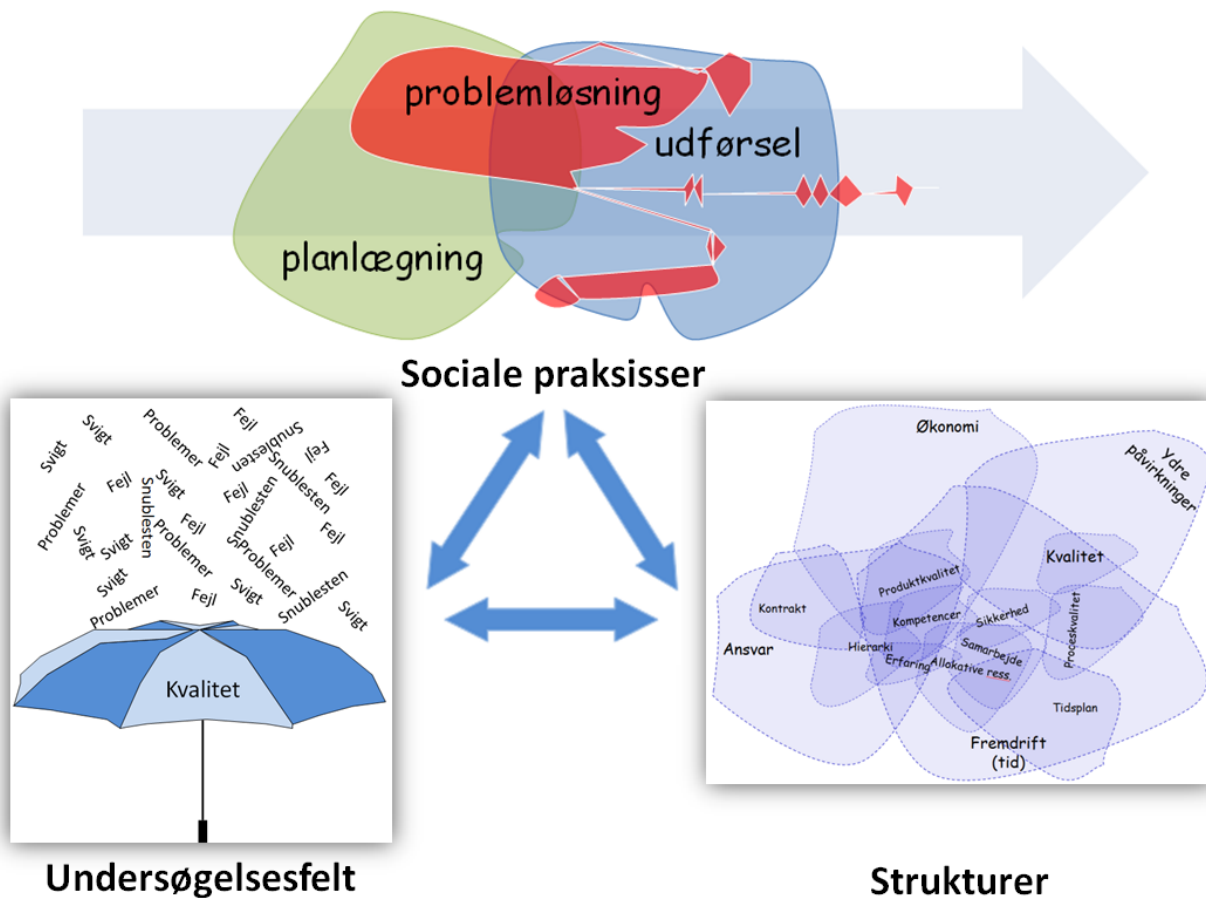 problemløsning
udførsel
planlægning
Sociale praksisser
Svigt
Svigt
Problemer
Fejl
Snublesten
Fejl
Snublesten
Fejl
Problemer
Fejl
Snublesten
Svigt
Fejl
Snublesten
Fejl
Svigt
Svigt
Fejl
Problemer
Snublesten
Problemer
Fejl
Fejl
Svigt
Problemer
Fejl
Svigt
Snublesten
Svigt
Kvalitet
Undersøgelsesfelt
Økonomi
Ydre
påvirkninger
Kvalitet
Produktkvalitet
Kontrakt
Kompetencer
Sikkerhed
Proceskvalitet
Ansvar
Hierarki
Samarbejde
Erfaring
Allokative ress.
Tidsplan
Fremdrift
(tid)
Strukturer